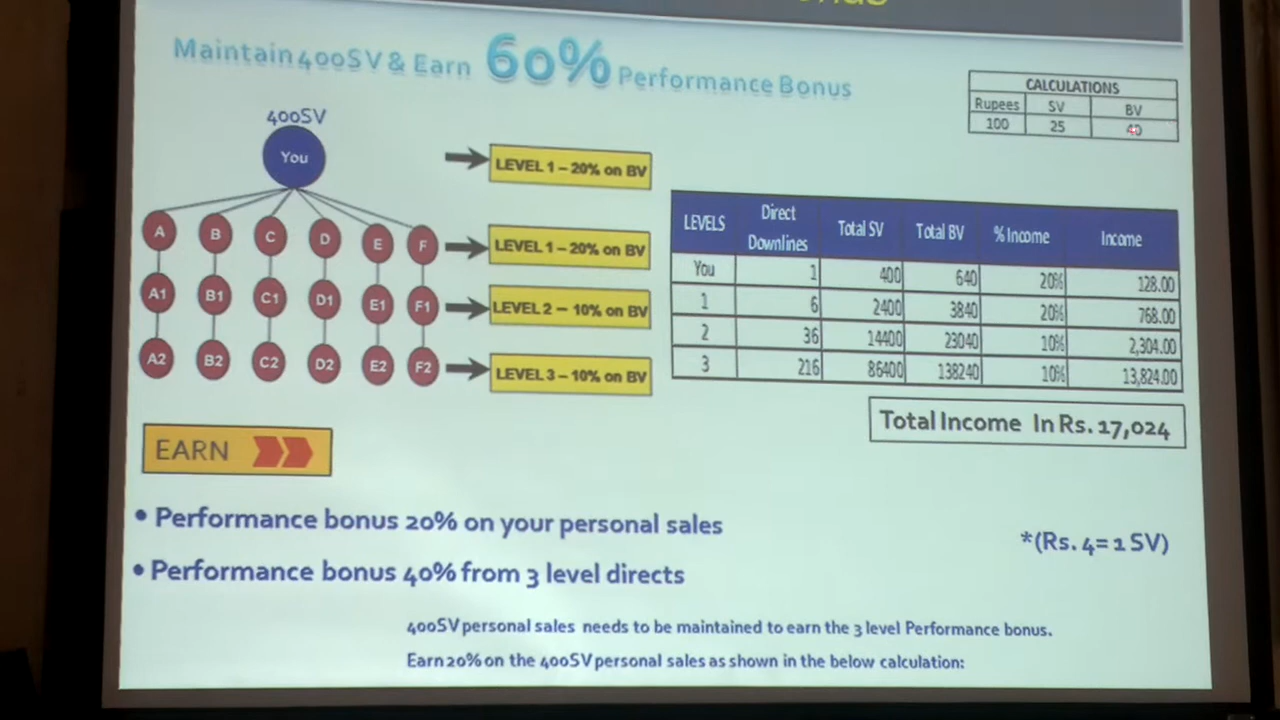 Maintain 400SV & Earn 60% Performance Bonus
CALCULATIONS
Rupees SV BV
100 25 40
400SV
You
LEVEL 1 – 20% on BV
A B C D E F
LEVEL 1 – 20% on BV
A1 B1 C1 D1 E1 F1
LEVEL 2 – 10% on BV
A2 B2 C2 D2 E2 F2
LEVEL 3 – 10% on BV
LEVELS Direct Downlines Total SV Total BV % Income Income
You 1 400 640 20% 128.00
1 6 2400 3840 20% 768.00
2 36 14400 23040 10% 2,304.00
3 216 86400 138240 10% 13,824.00
Total Income In Rs. 17,024
EARN
• Performance bonus 20% on your personal sales
*(Rs. 4= 1 SV)
• Performance bonus 40% from 3 level directs
400SV personal sales needs to be maintained to earn the 3 level Performance bonus.
Earn 20% on the 400SV personal sales as shown in the below calculation: